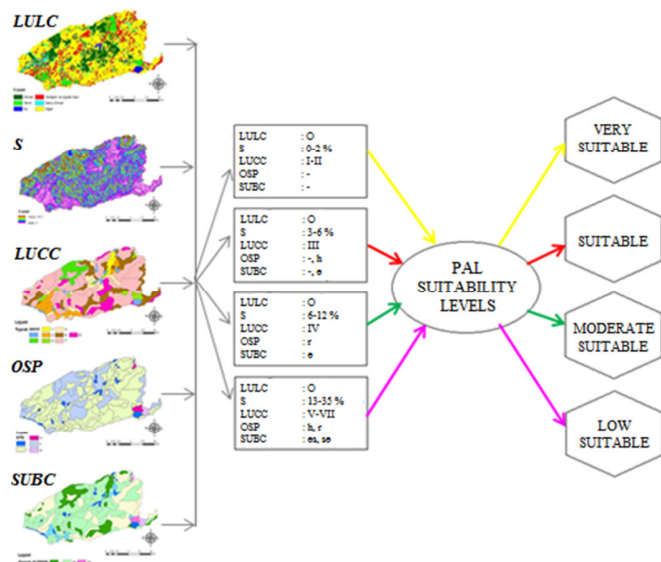 LULC
S
LUCC
OSP
SUBC
LULC : O
S : 0-2 %
LUCC : I-II
OSP : -
SUBC : -
LULC : O
S : 3-6 %
LUCC : III
OSP : -, h
SUBC : -, e
LULC : O
S : 6-12 %
LUCC : IV
OSP : r
SUBC : e
LULC : O
S : 13-35 %
LUCC : V-VII
OSP : h, r
SUBC : es, se
PAL
SUITABILITY
LEVELS
VERY
SUITABLE
SUITABLE
MODERATE
SUITABLE
LOW
SUITABLE